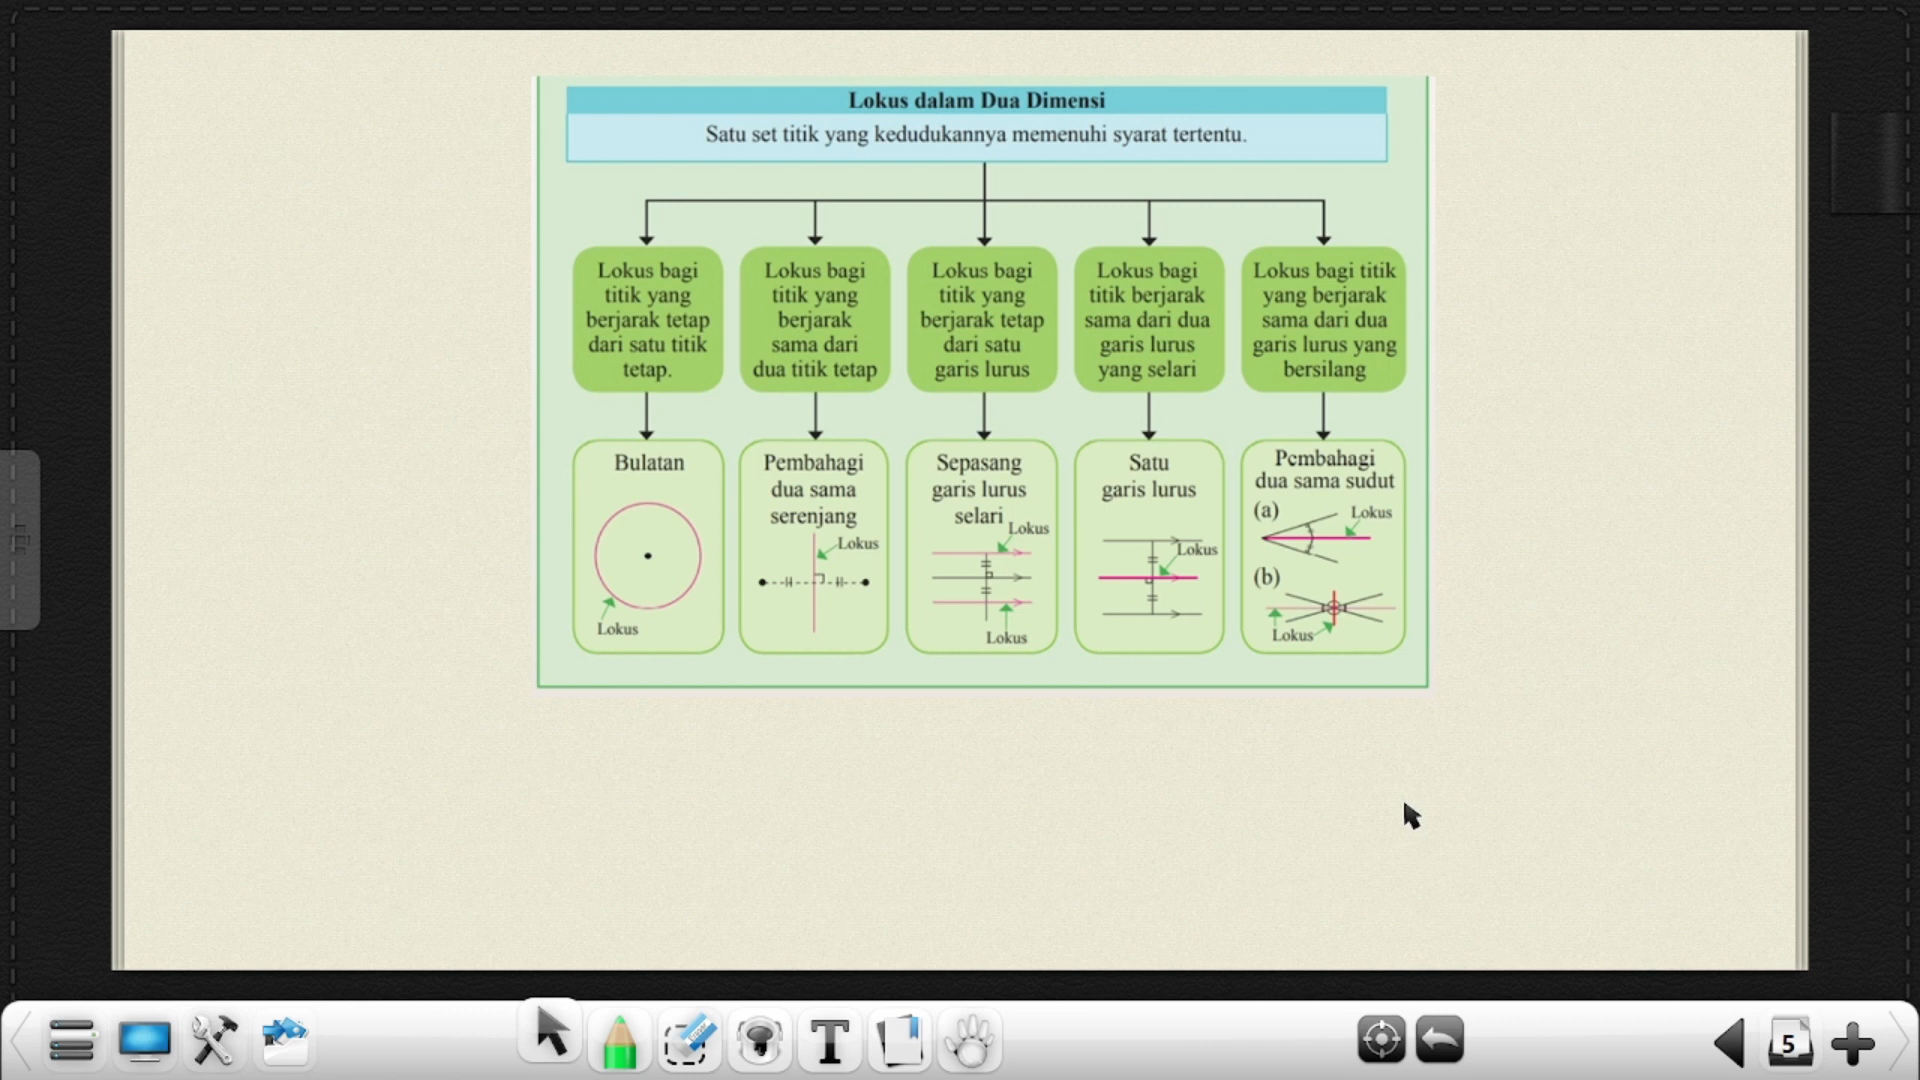 Lokus dalam Dua Dimensi
Satu set titik yang kedudukannya memenuhi syarat tertentu.
Lokus bagi
titik yang
berjarak tetap
dari satu titik
tetap.
Lokus bagi
titik yang
berjarak
sama dari
dua titik tetap
Lokus bagi
titik yang
berjarak tetap
dari satu
garis lurus
Lokus bagi
titik berjarak
sama dari dua
garis lurus
yang selari
Lokus bagi titik
yang berjarak
sama dari dua
garis lurus yang
bersilang
Bulatan
Lokus
Pembahagi
dua sama
serenjang
Lokus
Sepasang
garis lurus
selari
Lokus
Lokus
Satu
garis lurus
Lokus
Pembahagi
dua sama sudut
(a)
Lokus
(b)
Lokus
T
5